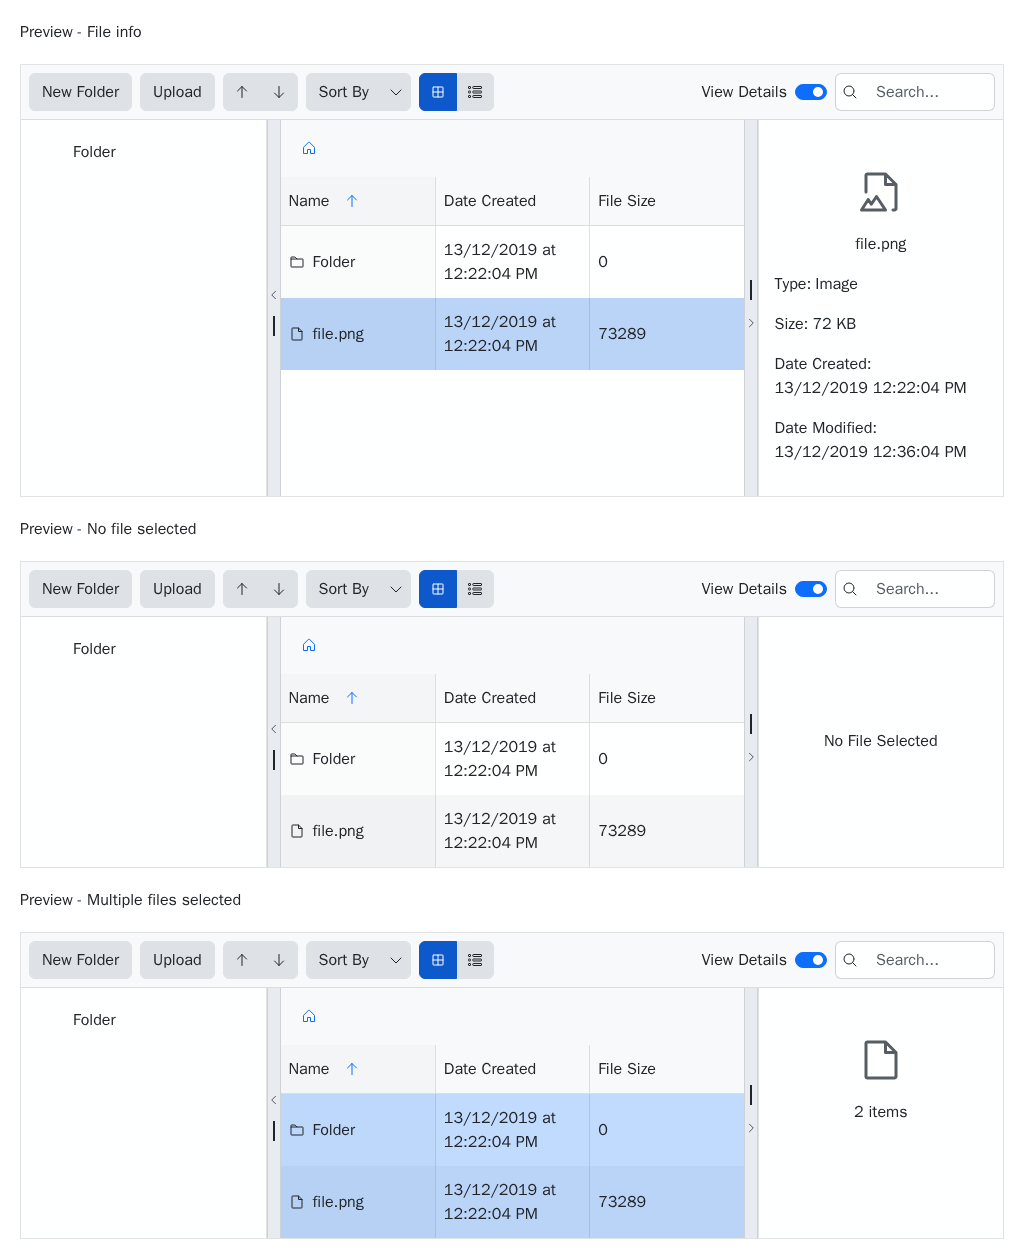 Preview - File info
New Folder Upload Sort By View Details Search...
Folder
Name Date Created File Size
Folder 13/12/2019 at 12:22:04 PM 0
file.png 13/12/2019 at 12:22:04 PM 73289
file.png
Type: Image
Size: 72 KB
Date Created:
13/12/2019 12:22:04 PM
Date Modified:
13/12/2019 12:36:04 PM
Preview - No file selected
New Folder Upload Sort By View Details Search...
Folder
Name Date Created File Size
Folder 13/12/2019 at 12:22:04 PM 0
file.png 13/12/2019 at 12:22:04 PM 73289
No File Selected
Preview - Multiple files selected
New Folder Upload Sort By View Details Search...
Folder
Name Date Created File Size
Folder 13/12/2019 at 12:22:04 PM 0
file.png 13/12/2019 at 12:22:04 PM 73289
2 items